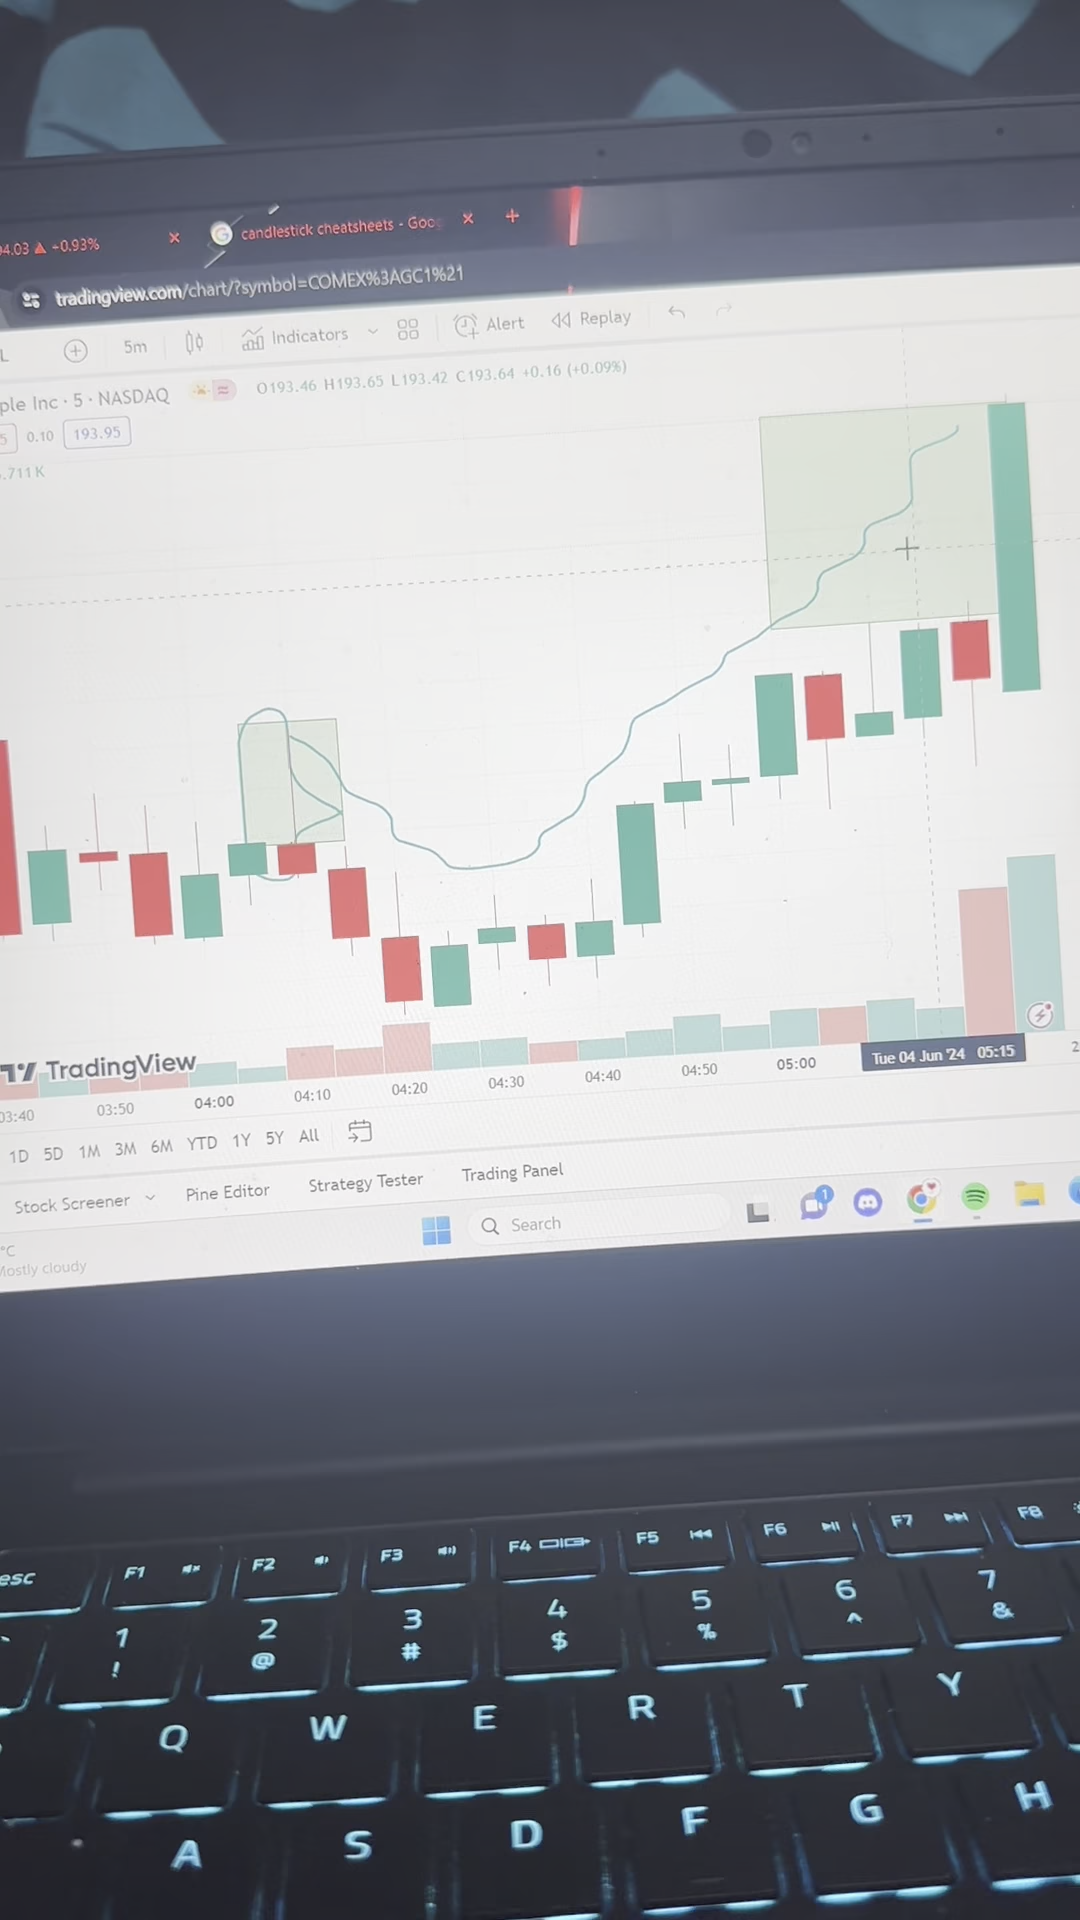 94.03 ▲ +0.93% × candlestick cheatsheets - Goo × +
tradingview.com/chart/?symbol=COMEX%3AGC1%21
L 5m Indicators Alert Replay
ple Inc · 5 · NASDAQ O193.46 H193.65 L193.42 C193.64 +0.16 (+0.09%)
5 0.10 193.95
.711K
TradingView
03:40 03:50 04:00 04:10 04:20 04:30 04:40 04:50 05:00 Tue 04 Jun '24 05:15 2
1D 5D 1M 3M 6M YTD 1Y 5Y All
Stock Screener Pine Editor Strategy Tester Trading Panel
Search 1
°C
Mostly cloudy
esc F1 F2 F3 F4 F5 F6 F7 F8
1 ! 2 @ 3 # 4 $ 5 % 6 ^ 7 &
Q W E R T Y
A S D F G H